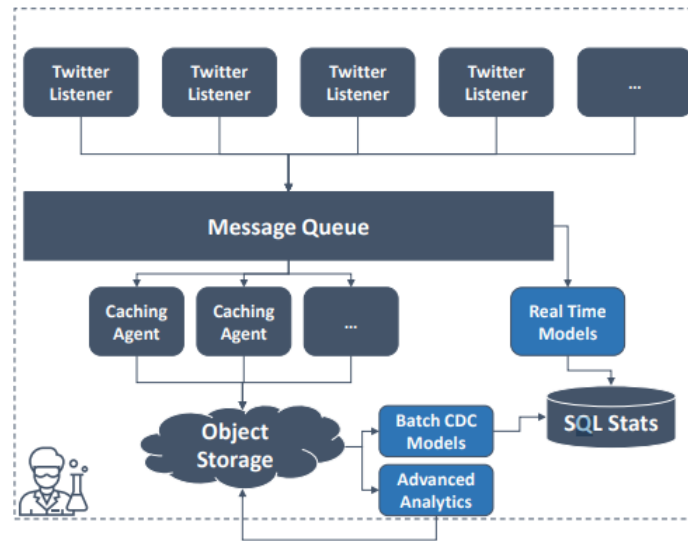 Twitter
Listener
Twitter
Listener
Twitter
Listener
Twitter
Listener
...
Message Queue
Caching
Agent
Caching
Agent
...
Real Time
Models
Object
Storage
Batch CDC
Models
SQL Stats
Advanced
Analytics